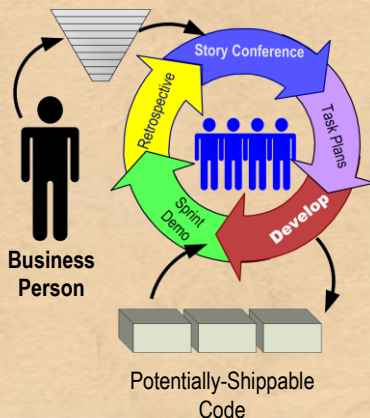 Story Conference
Task Plans
Develop
Sprint
Demo
Retrospective
Business
Person
Potentially-Shippable
Code